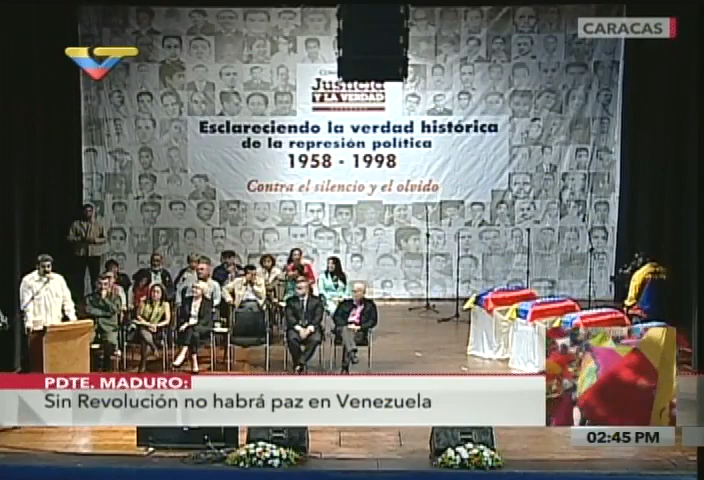 CARACAS
Justicia
Y LA VERDAD
Esclareciendo la verdad histórica
de la represión política
1958 - 1998
Contra el silencio y el olvido
PDTE. MADURO:
Sin Revolución no habrá paz en Venezuela
02:45 PM